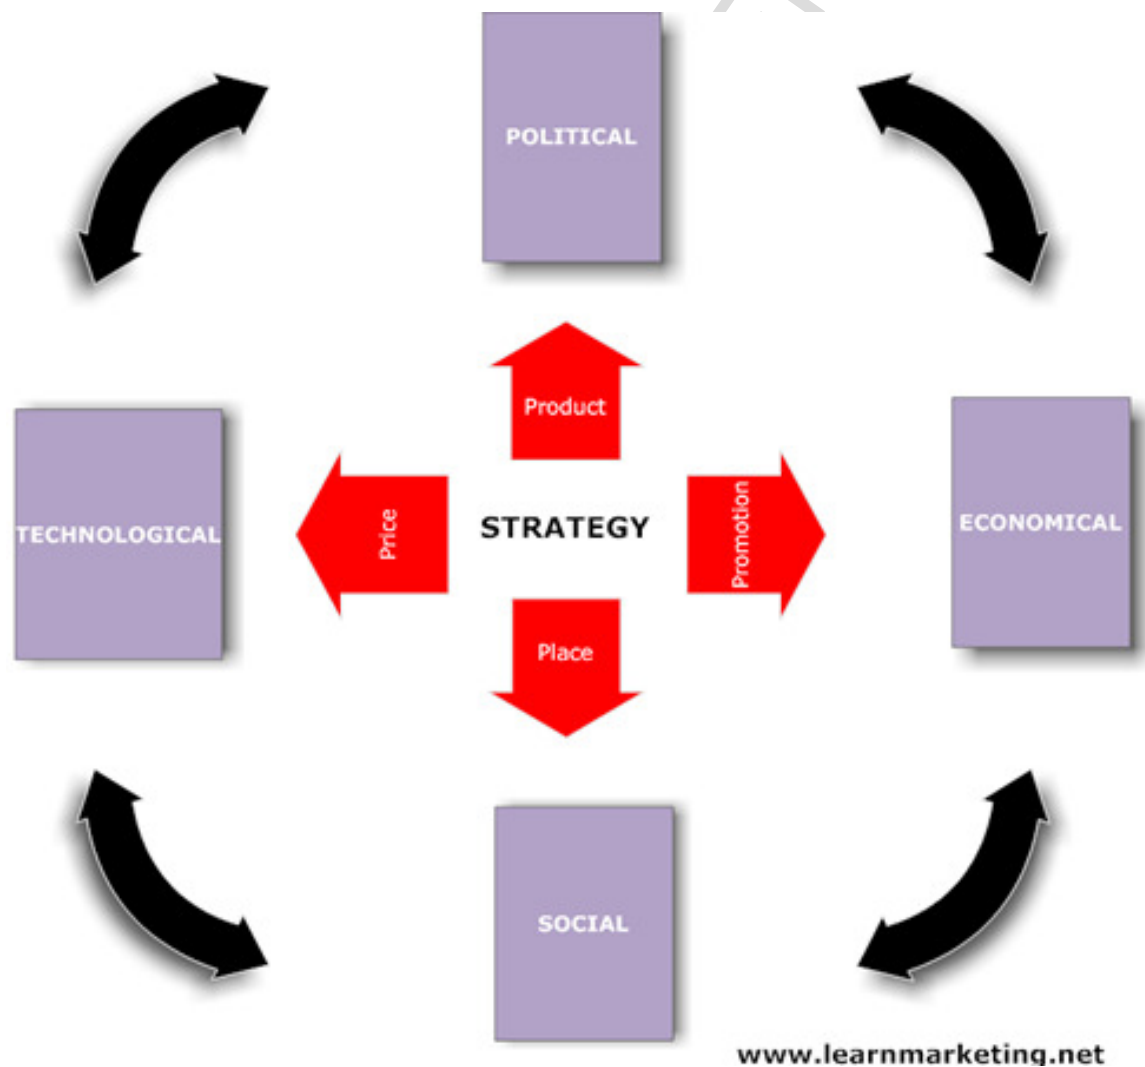 POLITICAL
Product
TECHNOLOGICAL
Price
STRATEGY
Promotion
ECONOMICAL
Place
SOCIAL
www.learnmarketing.net